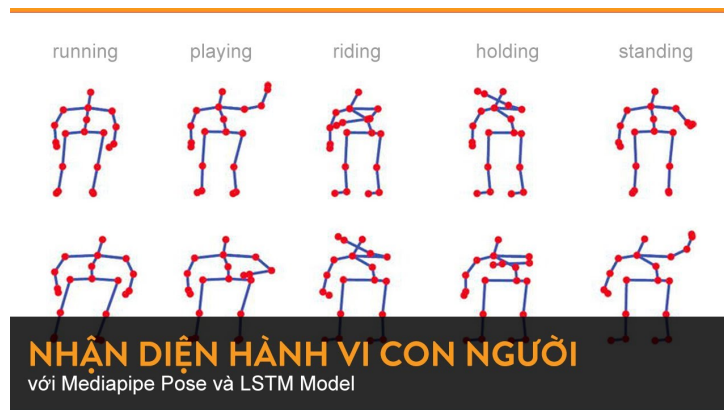 running playing riding holding standing
NHẬN DIỆN HÀNH VI CON NGƯỜI
với Mediapipe Pose và LSTM Model